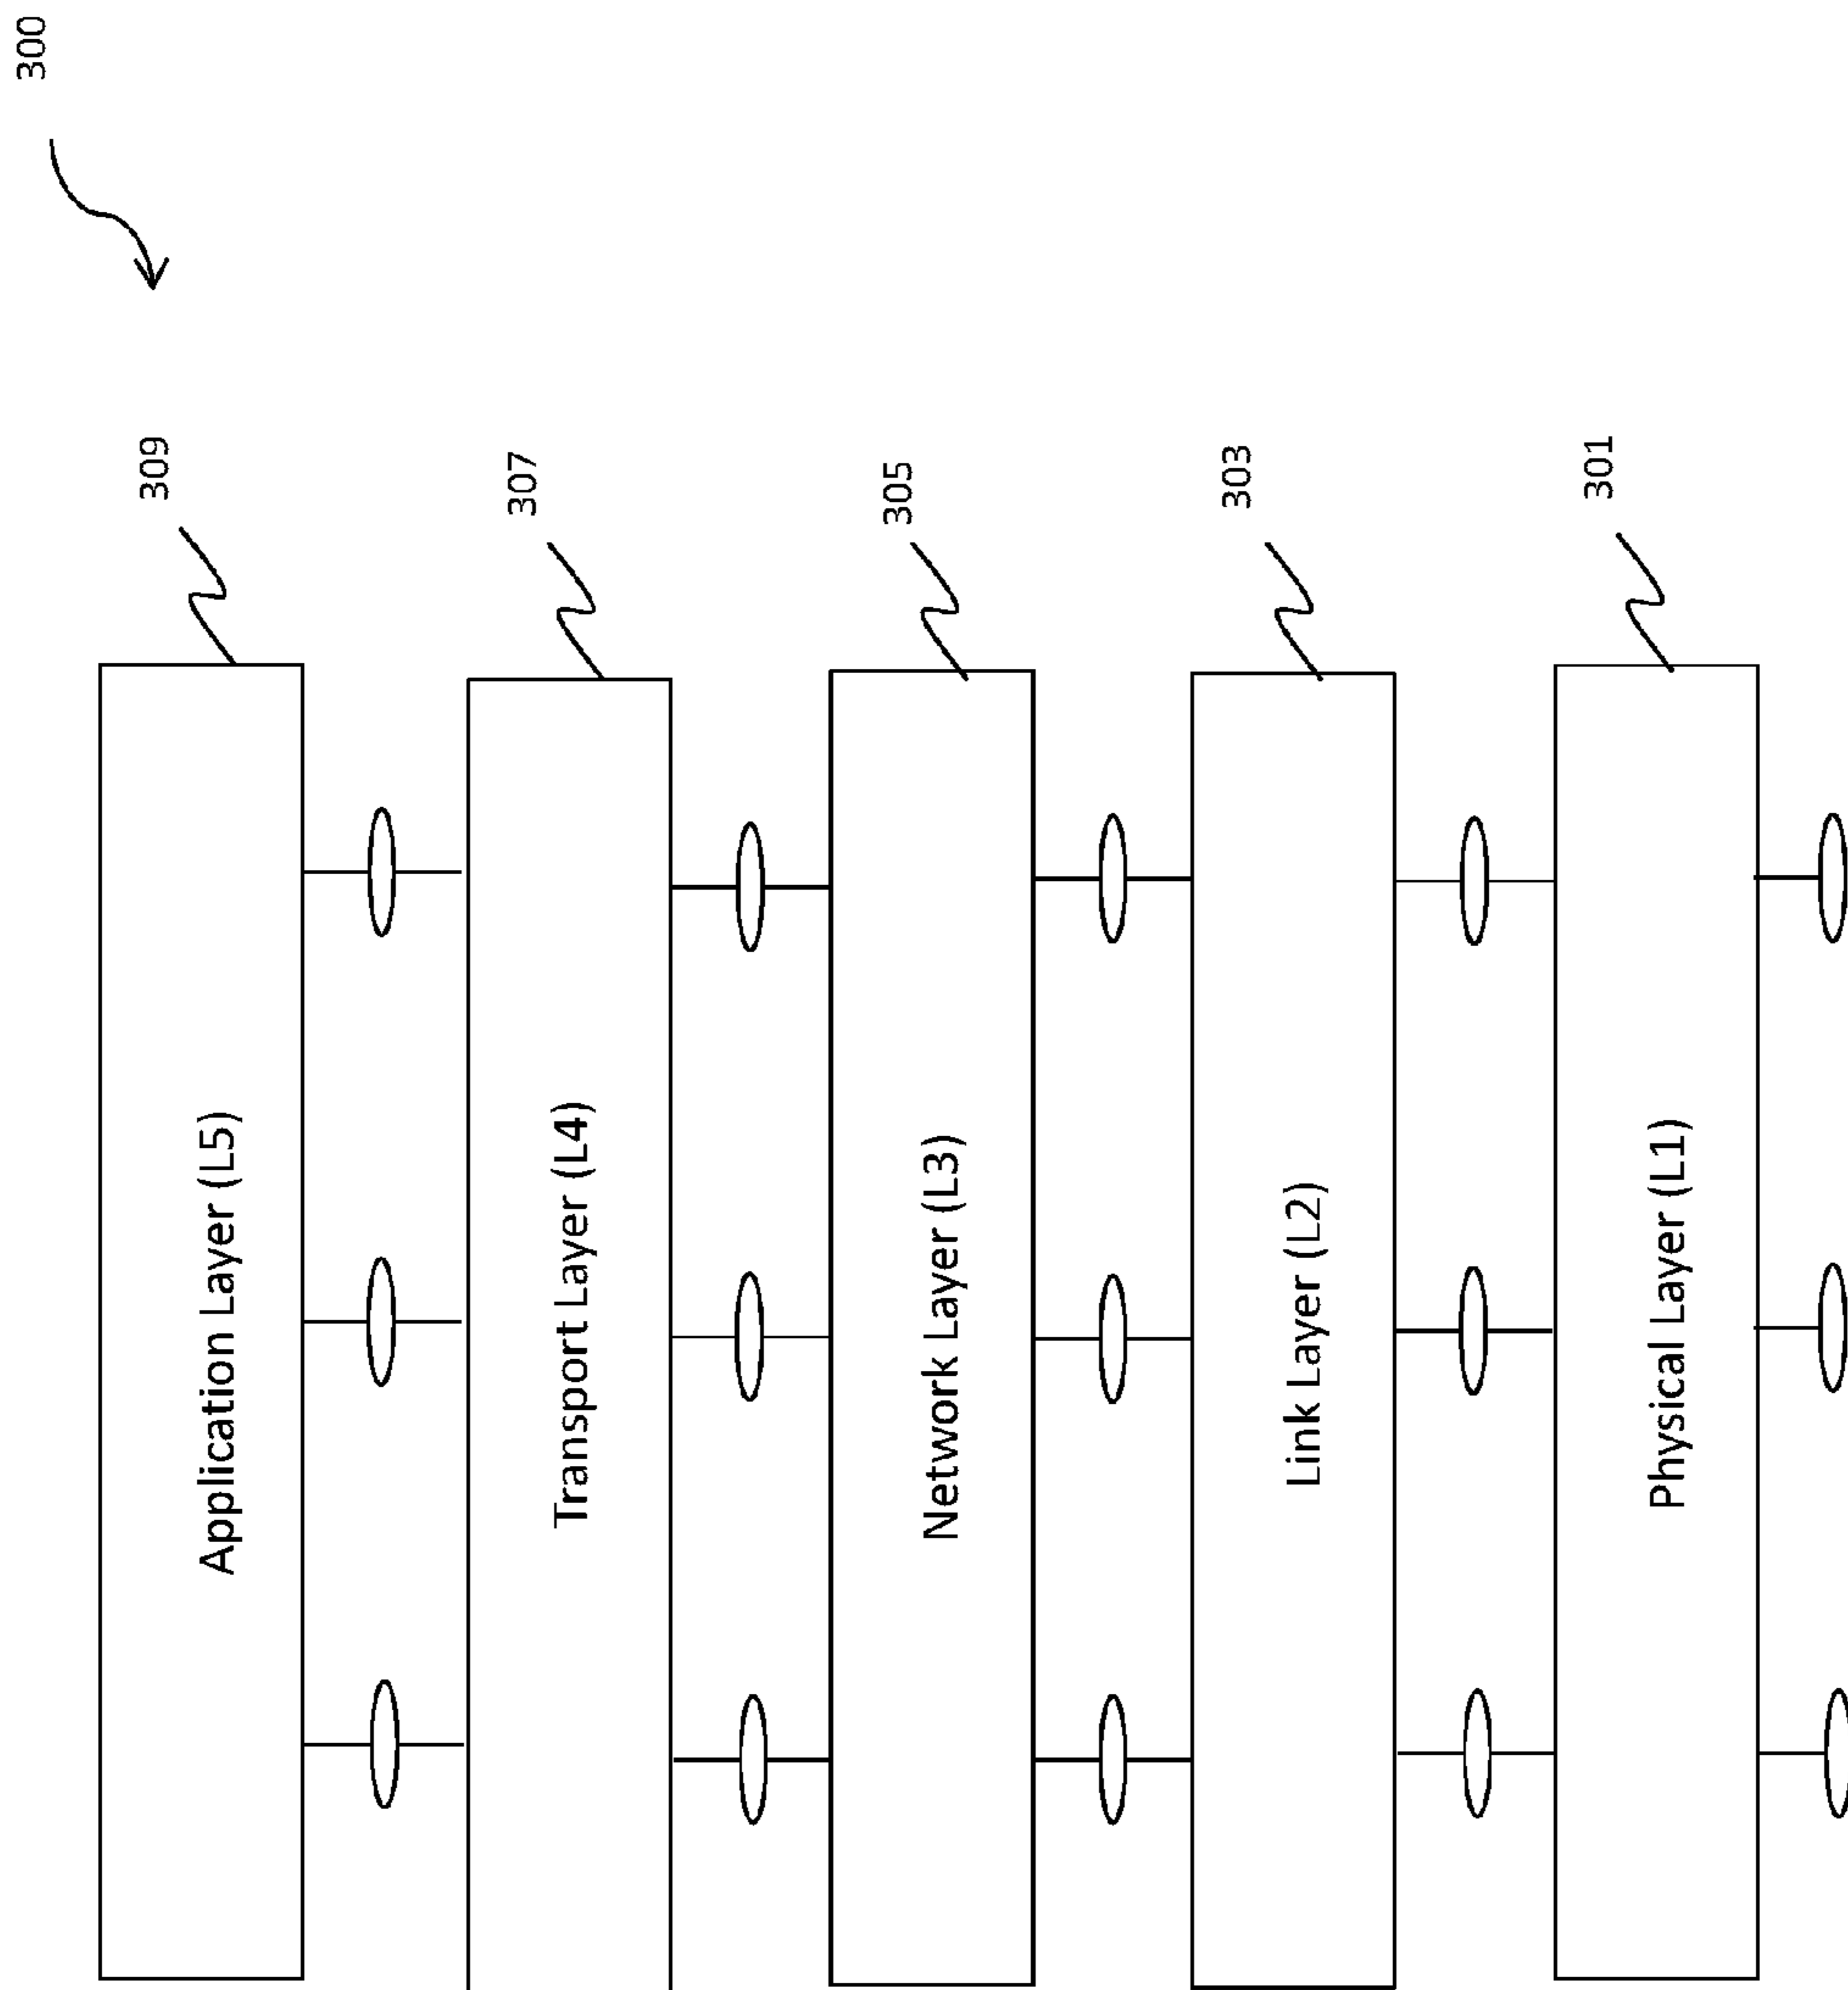 300
309
Application Layer (L5)
307
Transport Layer (L4)
305
Network Layer (L3)
303
Link Layer (L2)
301
Physical Layer (L1)